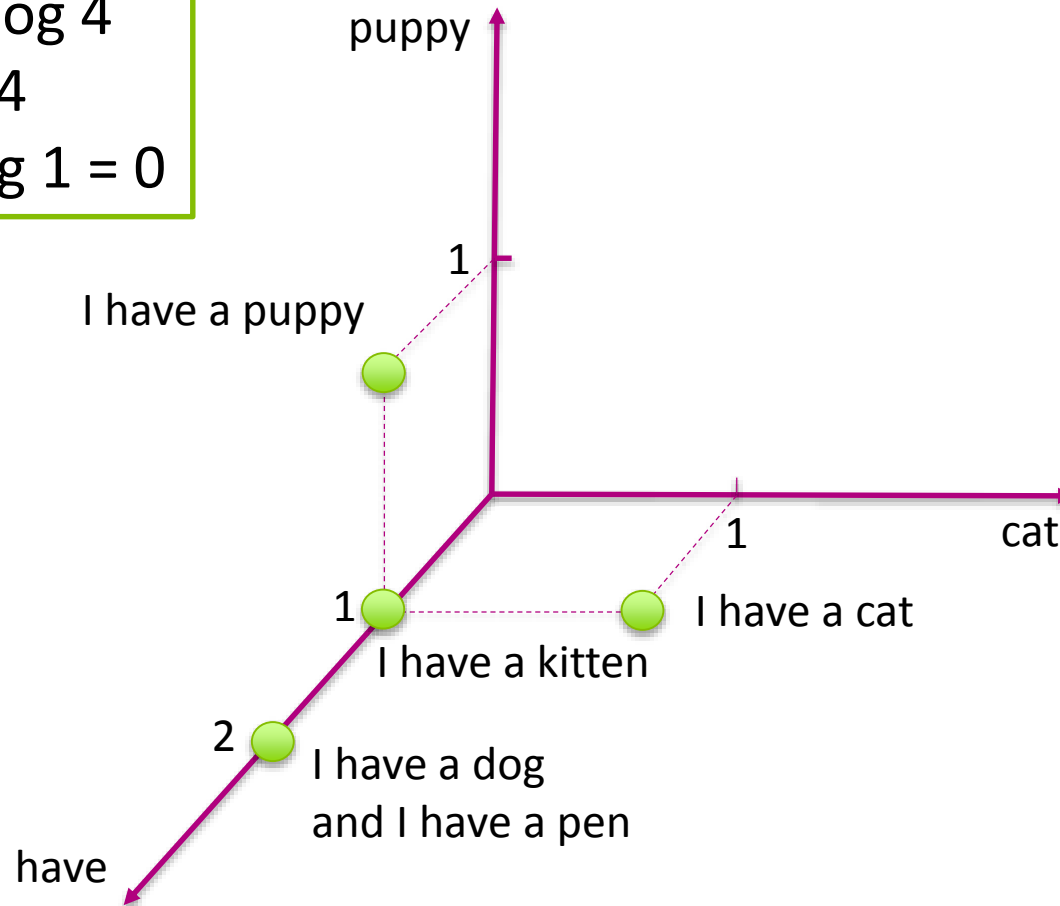 og 4
4
g 1 = 0
puppy
1
I have a puppy
1
cat
1
I have a cat
I have a kitten
2
I have a dog
and I have a pen
have